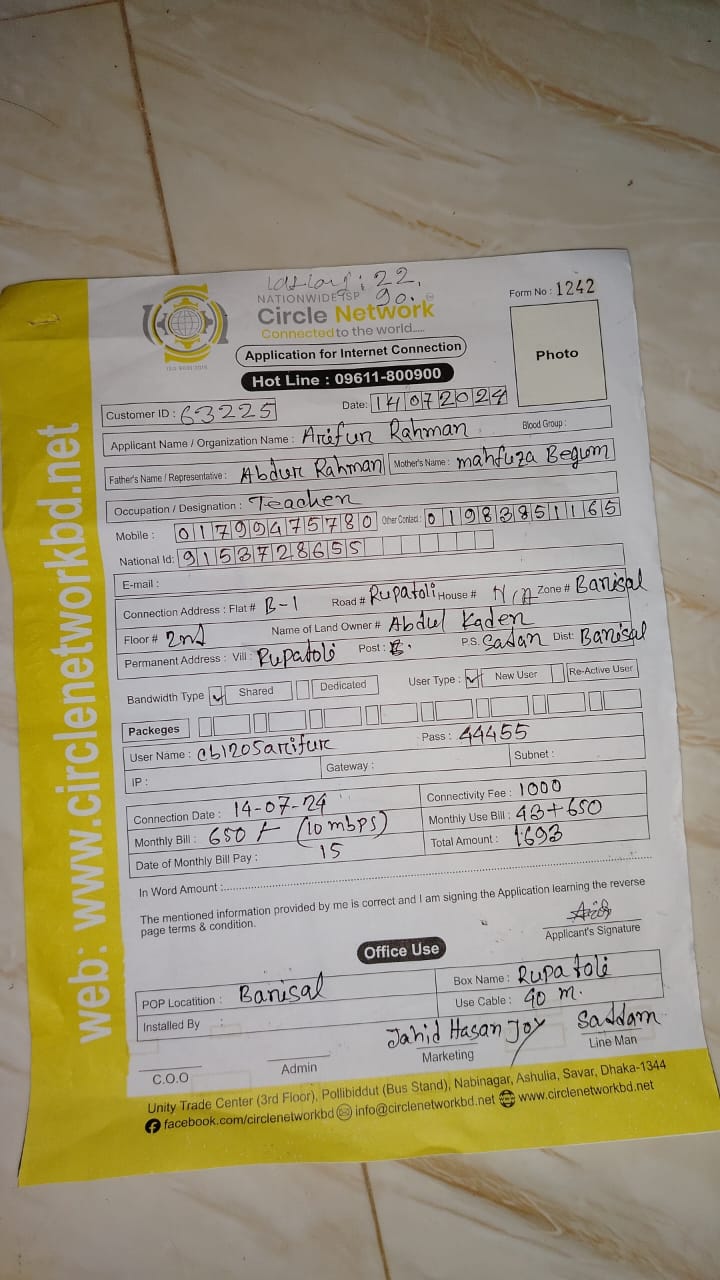 22,
NATIONWIDE ISP 90.
Circle Network
Connected to the world.....
ISO 9001:2015
Form No : 1242
Application for Internet Connection
Photo
Hot Line : 09611-800900
Customer ID : 63225 Date: 14 07 2024
Applicant Name / Organization Name : Arifur Rahman Blood Group :
Father's Name / Representative : Abdur Rahman Mother's Name : mahfuza Begum
Occupation / Designation : Teacher
Mobile : 01799475780 Other Contact : 01983851165
National Id: 9153728655
E-mail :
Connection Address : Flat # B-1 Road # Rupatoli House # N/A Zone # Barisal
Floor # 2nd Name of Land Owner # Abdul Kader
Permanent Address : Vill : Rupatoli Post : P.S. Sadar Dist: Barisal
Bandwidth Type Shared Dedicated User Type : New User Re-Active User
Packeges
User Name : cb1205arifur Pass : 44455
IP : Gateway : Subnet :
Connection Date : 14-07-24 Connectivity Fee : 1000
Monthly Bill : 650 /- (10 mbps) Monthly Use Bill : 43+650
Date of Monthly Bill Pay : 15 Total Amount : 1693
In Word Amount :
The mentioned information provided by me is correct and I am signing the Application learning the reverse
page terms & condition.
Applicant's Signature
Office Use
POP Locatition : Barisal Box Name : Rupatoli
Installed By : Use Cable : 90 m.
Jahid Hasan Joy Saddam
C.O.O Admin Marketing Line Man
Unity Trade Center (3rd Floor), Pollibiddut (Bus Stand), Nabinagar, Ashulia, Savar, Dhaka-1344
facebook.com/circlenetworkbd info@circlenetworkbd.net www.circlenetworkbd.net
web: www.circlenetworkbd.net